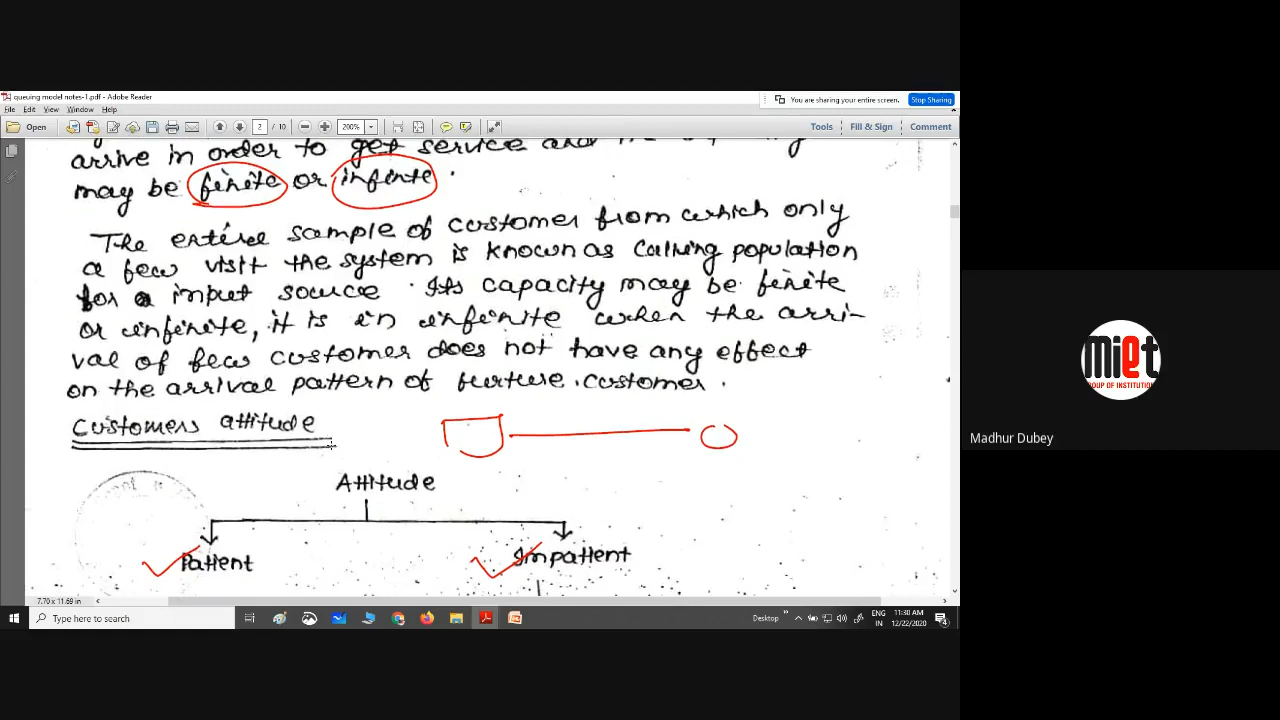 queuing model notes-1.pdf - Adobe Reader
File Edit View Window Help
You are sharing your entire screen. Stop Sharing
Open 2 / 10 200% Tools Fill & Sign Comment
arrive in order to get service and
may be finite or infinite .
The entire sample of customer from which only
a few visit the system is known as calling population
for a input source . Its capacity may be finite
or infinite, it is in infinite when the arri-
val of few customer does not have any effect
on the arrival pattern of furture . customer .
customers attitude
Attitude
Patient Impatient
7.70 x 11.69 in
Type here to search
Desktop
ENG
IN
11:30 AM
12/22/2020
4
miet
GROUP OF INSTITUTION
Madhur Dubey